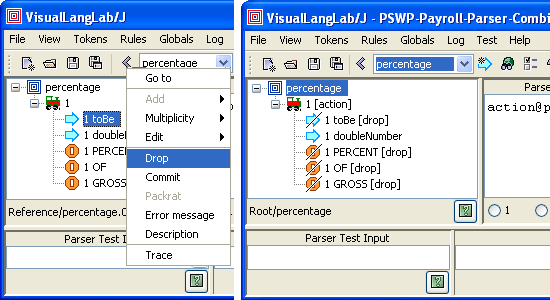 VisualLangLab/J
File View Tokens Rules Globals
percentage
percentage
1
1 toBe
1 doubl
1 PERCEN
1 OF
1 GROSS
Go to
Add
Multiplicity
Edit
Drop
Commit
Packrat
Error message
Description
Trace
Reference/percentage.
Parser Test I
VisualLangLab/J - PSWP-Payroll-Parser-Combi
File View Tokens Rules Globals Log Test Help
percentage
percentage
1 [action]
1 toBe [drop]
1 doubleNumber
1 PERCENT [drop]
1 OF [drop]
1 GROSS [drop]
Parse
action@p
Root/percentage
1
Parser Test Input